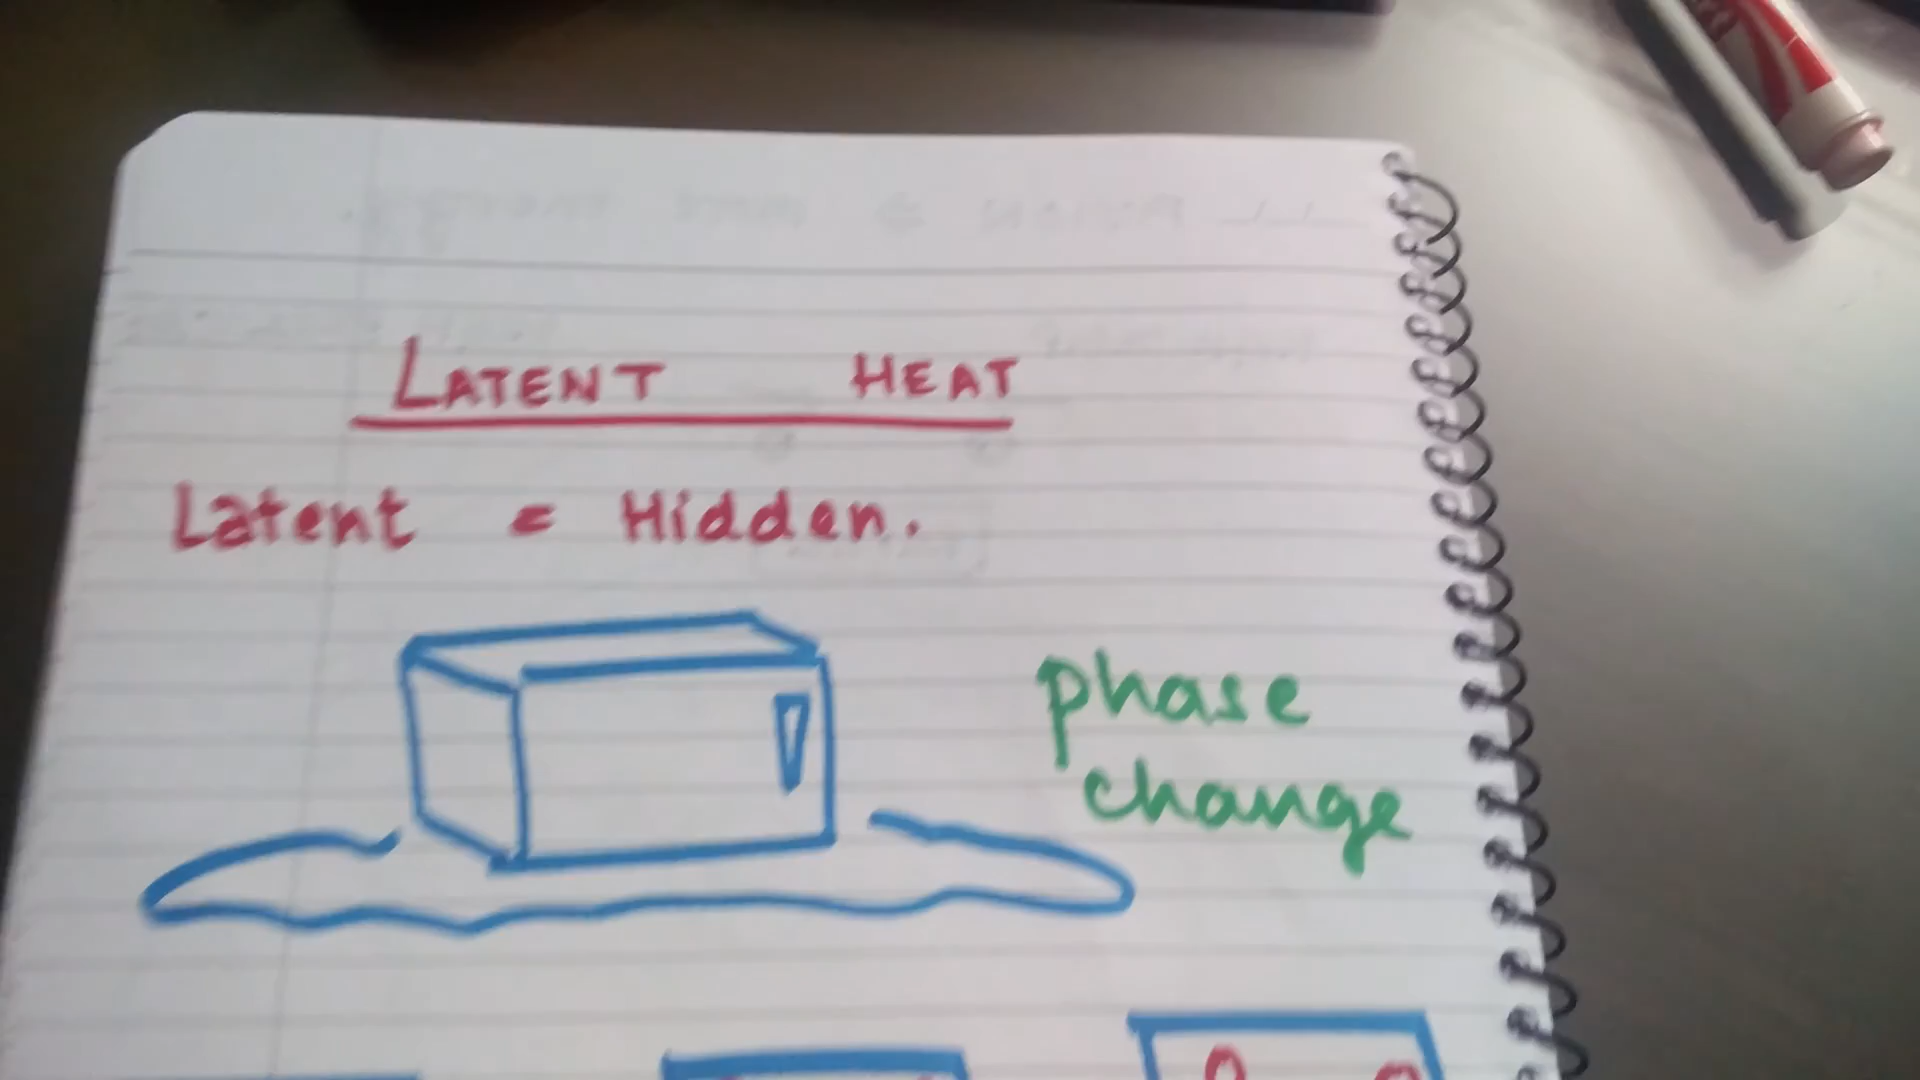 LATENT HEAT
Latent = Hidden.
phase
change